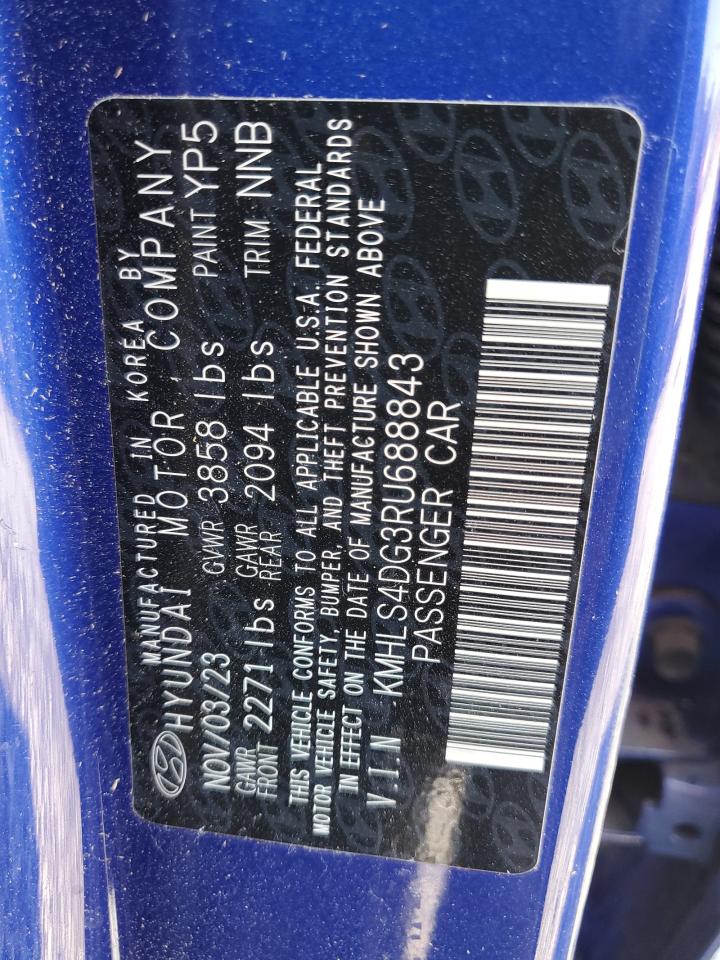 MANUFACTURED IN KOREA BY
HYUNDAI MOTOR COMPANY
NOV/03/23 GVWR 3858 lbs PAINT YP5
GAWR FRONT 2271 lbs GAWR REAR 2094 lbs TRIM NNB
THIS VEHICLE CONFORMS TO ALL APPLICABLE U.S.A. FEDERAL
MOTOR VEHICLE SAFETY, BUMPER, AND THEFT PREVENTION STANDARDS
IN EFFECT ON THE DATE OF MANUFACTURE SHOWN ABOVE
V.I.N KMHLS4DG3RU688843
PASSENGER CAR